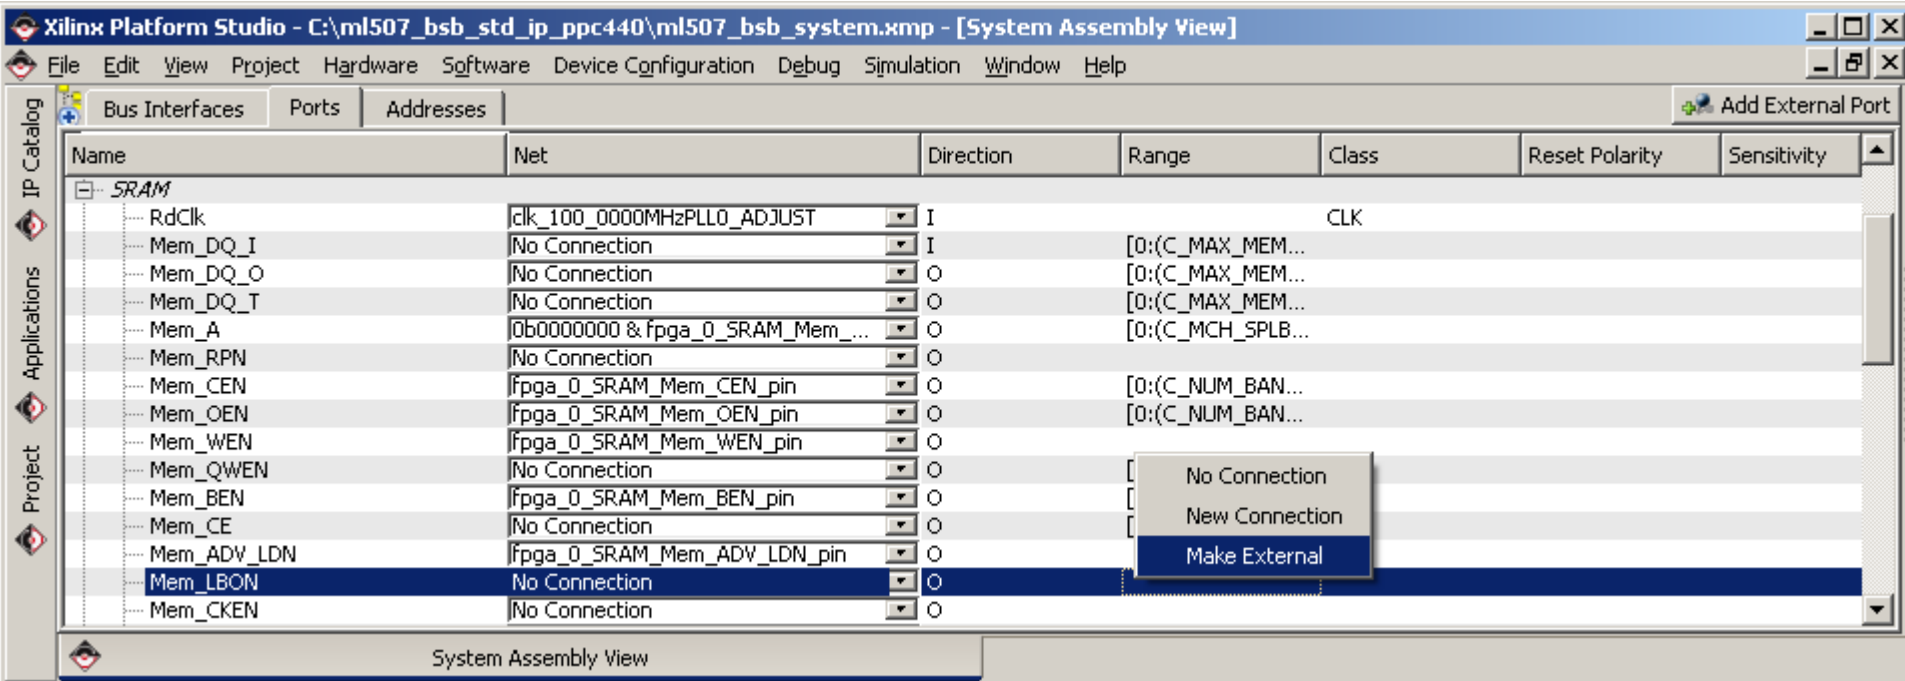 Xilinx Platform Studio - C:\ml507_bsb_std_ip_ppc440\ml507_bsb_system.xmp - [System Assembly View]
File Edit View Project Hardware Software Device Configuration Debug Simulation Window Help
Bus Interfaces Ports Addresses Add External Port
IP Catalog
Applications
Project
Name Net Direction Range Class Reset Polarity Sensitivity
SRAM
RdClk clk_100_0000MHzPLL0_ADJUST I CLK
Mem_DQ_I No Connection I [0:(C_MAX_MEM...
Mem_DQ_O No Connection O [0:(C_MAX_MEM...
Mem_DQ_T No Connection O [0:(C_MAX_MEM...
Mem_A 0b0000000 & fpga_0_SRAM_Mem_... O [0:(C_MCH_SPLB...
Mem_RPN No Connection O
Mem_CEN fpga_0_SRAM_Mem_CEN_pin O [0:(C_NUM_BAN...
Mem_OEN fpga_0_SRAM_Mem_OEN_pin O [0:(C_NUM_BAN...
Mem_WEN fpga_0_SRAM_Mem_WEN_pin O
Mem_QWEN No Connection O [
Mem_BEN fpga_0_SRAM_Mem_BEN_pin O [
Mem_CE No Connection O [
Mem_ADV_LDN fpga_0_SRAM_Mem_ADV_LDN_pin O
Mem_LBON No Connection O
Mem_CKEN No Connection O
No Connection
New Connection
Make External
System Assembly View